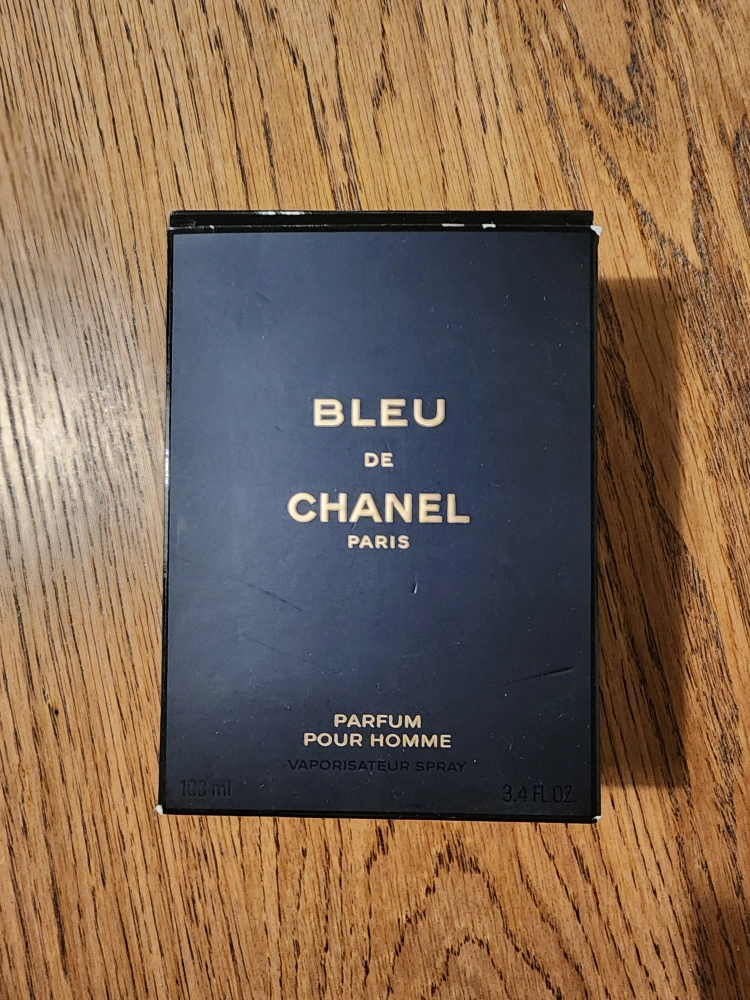 BLEU
DE
CHANEL
PARIS
PARFUM
POUR HOMME
VAPORISATEUR SPRAY
100 ml 3.4 FL.OZ.